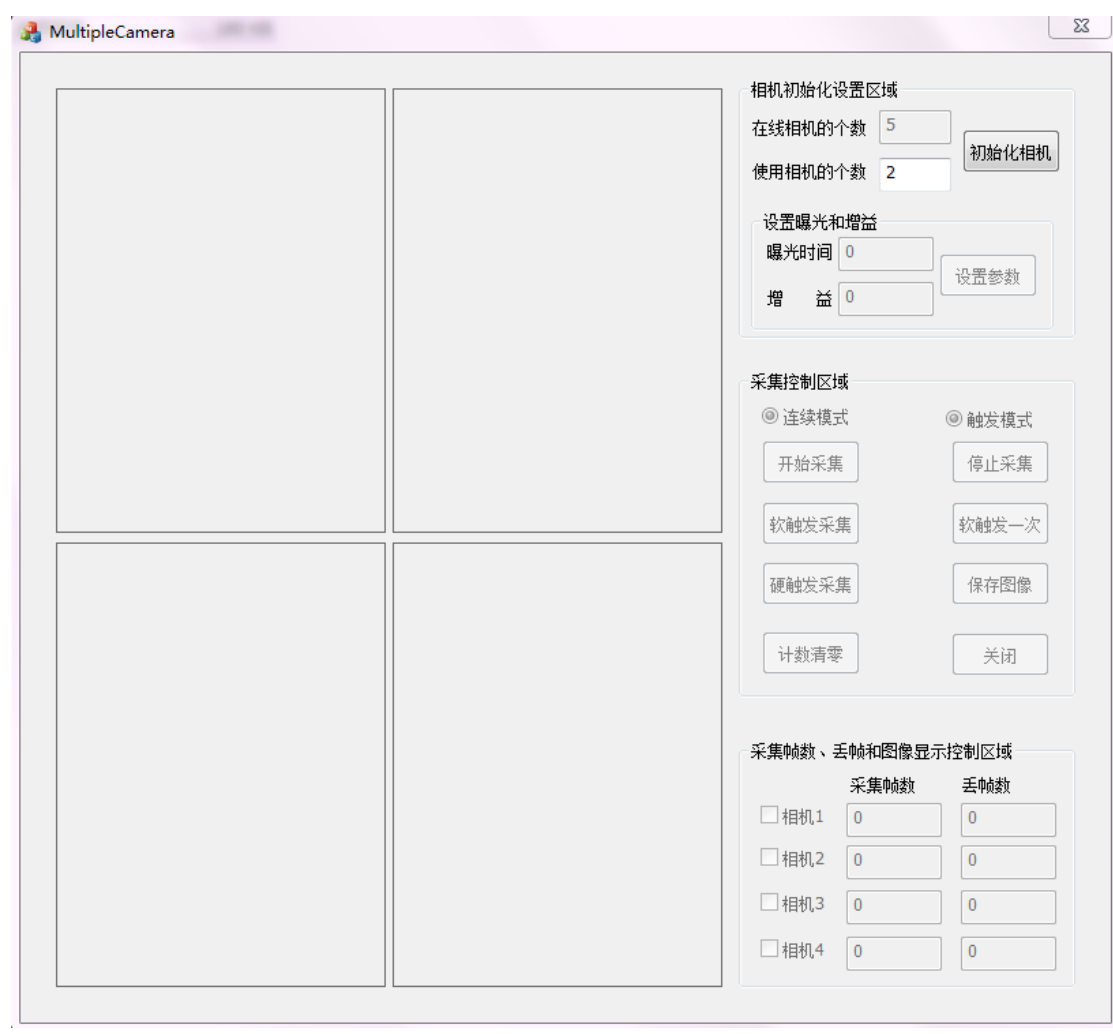 MultipleCamera
相机初始化设置区域
在线相机的个数 5
初始化相机
使用相机的个数 2
设置曝光和增益
曝光时间 0
设置参数
增 益 0
采集控制区域
连续模式 触发模式
开始采集 停止采集
软触发采集 软触发一次
硬触发采集 保存图像
计数清零 关闭
采集帧数、丢帧和图像显示控制区域
采集帧数 丢帧数
相机1 0 0
相机2 0 0
相机3 0 0
相机4 0 0